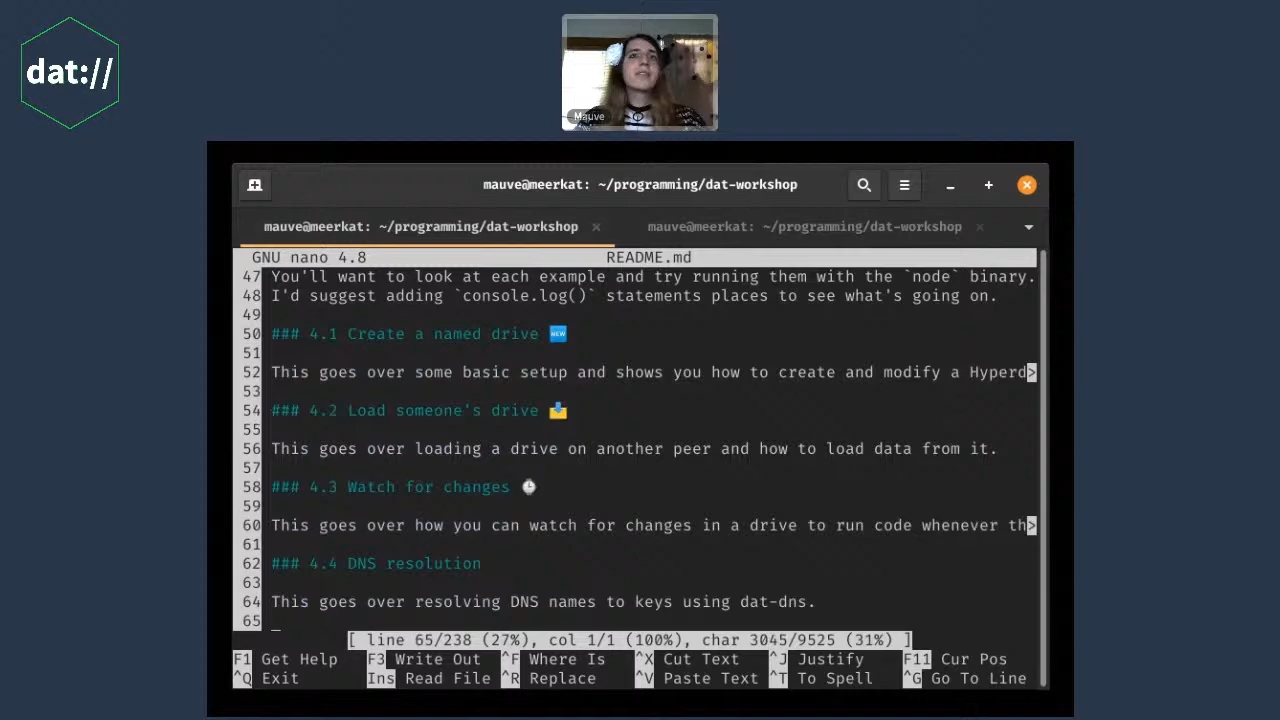 dat://
Mauve
mauve@meerkat: ~/programming/dat-workshop
mauve@meerkat: ~/programming/dat-workshop
mauve@meerkat: ~/programming/dat-workshop
GNU nano 4.8 README.md
47 You'll want to look at each example and try running them with the `node` binary.
48 I'd suggest adding `console.log()` statements places to see what's going on.
49
50 ### 4.1 Create a named drive 🆕
51
52 This goes over some basic setup and shows you how to create and modify a Hyperd>
53
54 ### 4.2 Load someone's drive 📥
55
56 This goes over loading a drive on another peer and how to load data from it.
57
58 ### 4.3 Watch for changes 🕒
59
60 This goes over how you can watch for changes in a drive to run code whenever th>
61
62 ### 4.4 DNS resolution
63
64 This goes over resolving DNS names to keys using dat-dns.
65
[ line 65/238 (27%), col 1/1 (100%), char 3045/9525 (31%) ]
F1 Get Help F3 Write Out ^F Where Is ^X Cut Text ^J Justify F11 Cur Pos
^Q Exit Ins Read File ^R Replace ^V Paste Text ^T To Spell ^G Go To Line